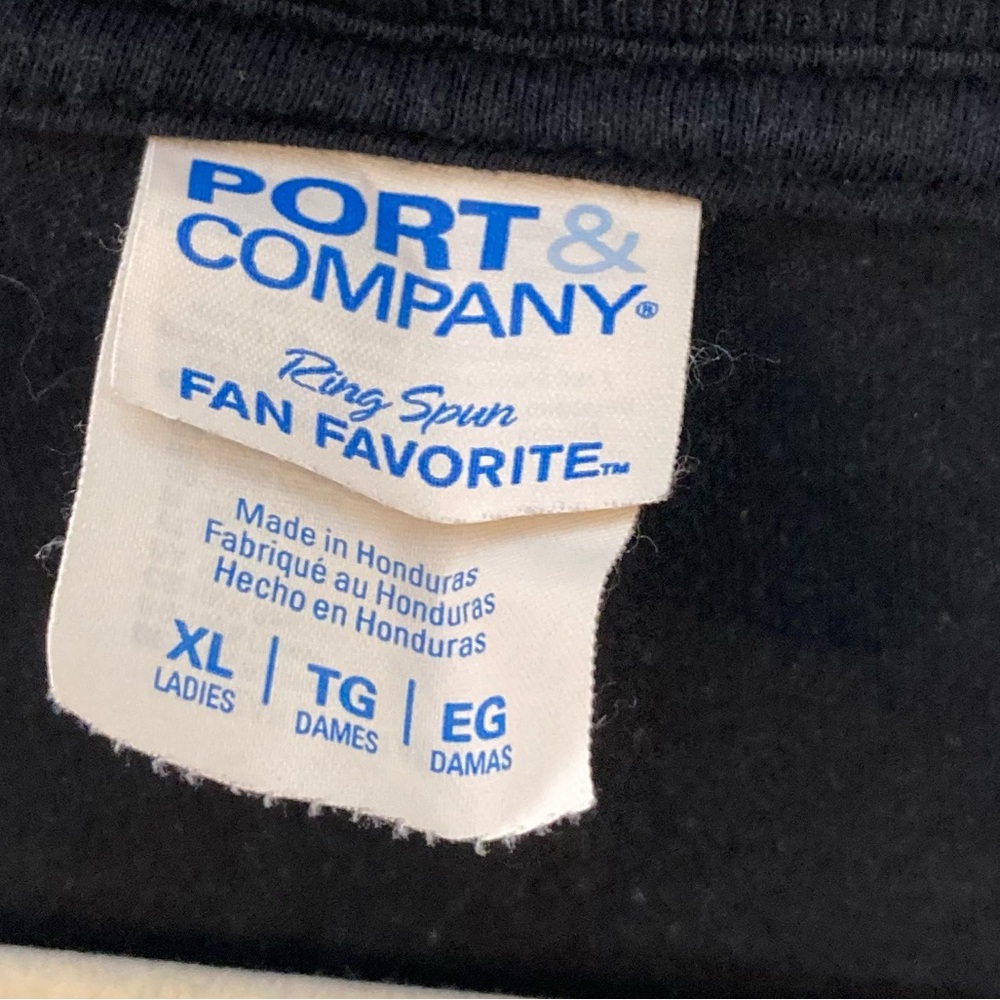 PORT &
COMPANY®
Ring Spun
FAN FAVORITE™
Made in Honduras
Fabriqué au Honduras
Hecho en Honduras
XL | TG | EG
LADIES DAMES DAMAS